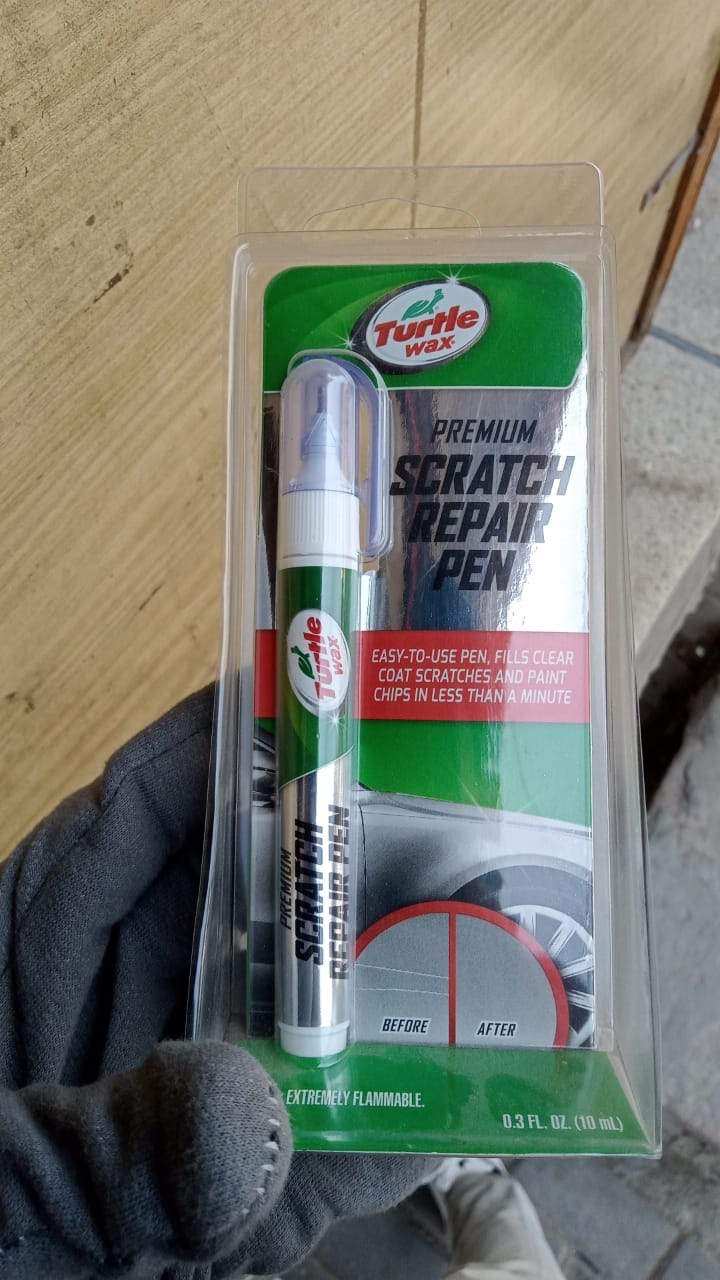 Turtle
wax
PREMIUM
SCRATCH
REPAIR
PEN
EASY-TO-USE PEN, FILLS CLEAR
COAT SCRATCHES AND PAINT
CHIPS IN LESS THAN A MINUTE
Turtle
wax
PREMIUM
SCRATCH
REPAIR PEN
BEFORE
AFTER
EXTREMELY FLAMMABLE.
0.3 FL. OZ. (10 mL)